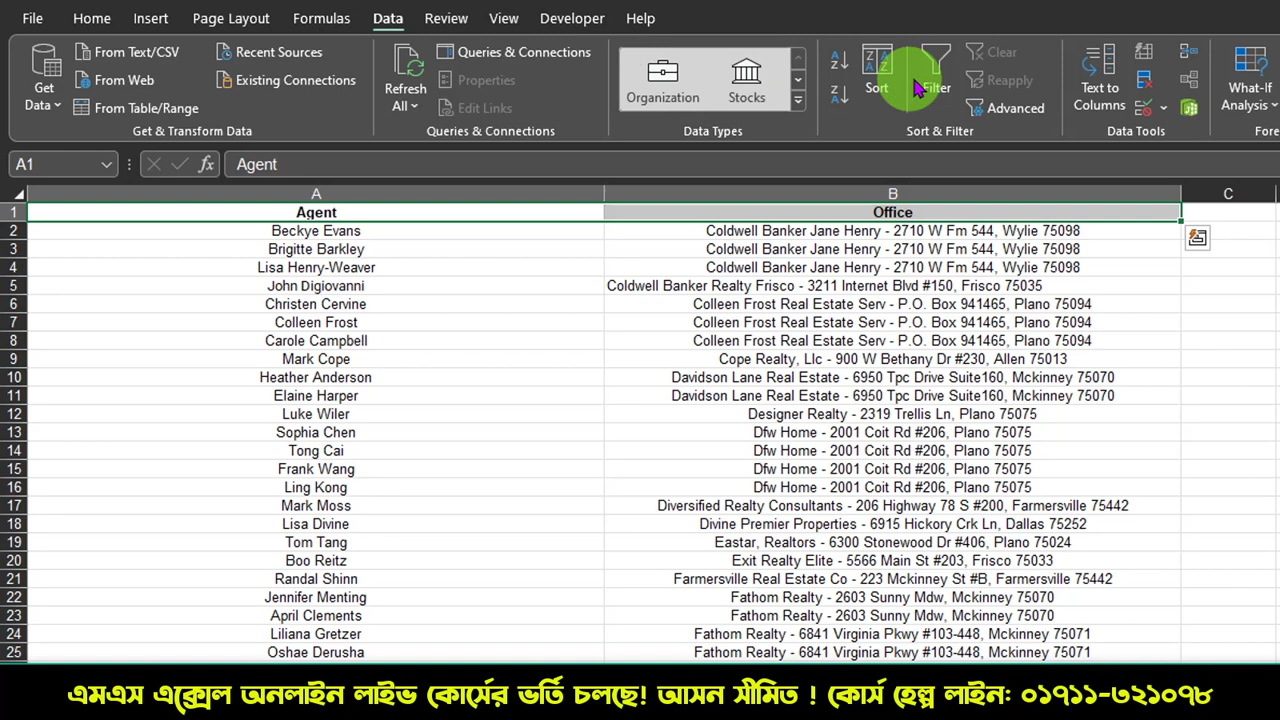 File Home Insert Page Layout Formulas Data Review View Developer Help
Get Data
From Text/CSV
From Web
From Table/Range
Recent Sources
Existing Connections
Get & Transform Data
Refresh All
Queries & Connections
Properties
Edit Links
Queries & Connections
Organization
Stocks
Data Types
Sort
Filter
Clear
Reapply
Advanced
Sort & Filter
Text to Columns
Data Tools
What-If Analysis
Fore
A1 fx Agent
A B C
1 Agent Office
2 Beckye Evans Coldwell Banker Jane Henry - 2710 W Fm 544, Wylie 75098
3 Brigitte Barkley Coldwell Banker Jane Henry - 2710 W Fm 544, Wylie 75098
4 Lisa Henry-Weaver Coldwell Banker Jane Henry - 2710 W Fm 544, Wylie 75098
5 John Digiovanni Coldwell Banker Realty Frisco - 3211 Internet Blvd #150, Frisco 75035
6 Christen Cervine Colleen Frost Real Estate Serv - P.O. Box 941465, Plano 75094
7 Colleen Frost Colleen Frost Real Estate Serv - P.O. Box 941465, Plano 75094
8 Carole Campbell Colleen Frost Real Estate Serv - P.O. Box 941465, Plano 75094
9 Mark Cope Cope Realty, Llc - 900 W Bethany Dr #230, Allen 75013
10 Heather Anderson Davidson Lane Real Estate - 6950 Tpc Drive Suite160, Mckinney 75070
11 Elaine Harper Davidson Lane Real Estate - 6950 Tpc Drive Suite160, Mckinney 75070
12 Luke Wiler Designer Realty - 2319 Trellis Ln, Plano 75075
13 Sophia Chen Dfw Home - 2001 Coit Rd #206, Plano 75075
14 Tong Cai Dfw Home - 2001 Coit Rd #206, Plano 75075
15 Frank Wang Dfw Home - 2001 Coit Rd #206, Plano 75075
16 Ling Kong Dfw Home - 2001 Coit Rd #206, Plano 75075
17 Mark Moss Diversified Realty Consultants - 206 Highway 78 S #200, Farmersville 75442
18 Lisa Divine Divine Premier Properties - 6915 Hickory Crk Ln, Dallas 75252
19 Tom Tang Eastar, Realtors - 6300 Stonewood Dr #406, Plano 75024
20 Boo Reitz Exit Realty Elite - 5566 Main St #203, Frisco 75033
21 Randal Shinn Farmersville Real Estate Co - 223 Mckinney St #B, Farmersville 75442
22 Jennifer Menting Fathom Realty - 2603 Sunny Mdw, Mckinney 75070
23 April Clements Fathom Realty - 2603 Sunny Mdw, Mckinney 75070
24 Liliana Gretzer Fathom Realty - 6841 Virginia Pkwy #103-448, Mckinney 75071
25 Oshae Derusha Fathom Realty - 6841 Virginia Pkwy #103-448, Mckinney 75071
এমএস এক্সেল অনলাইন লাইভ কোর্সের ভর্তি চলছে! আসন সীমিত ! কোর্স হেল্প লাইন: ০১৭১১-৩২১০৭৮